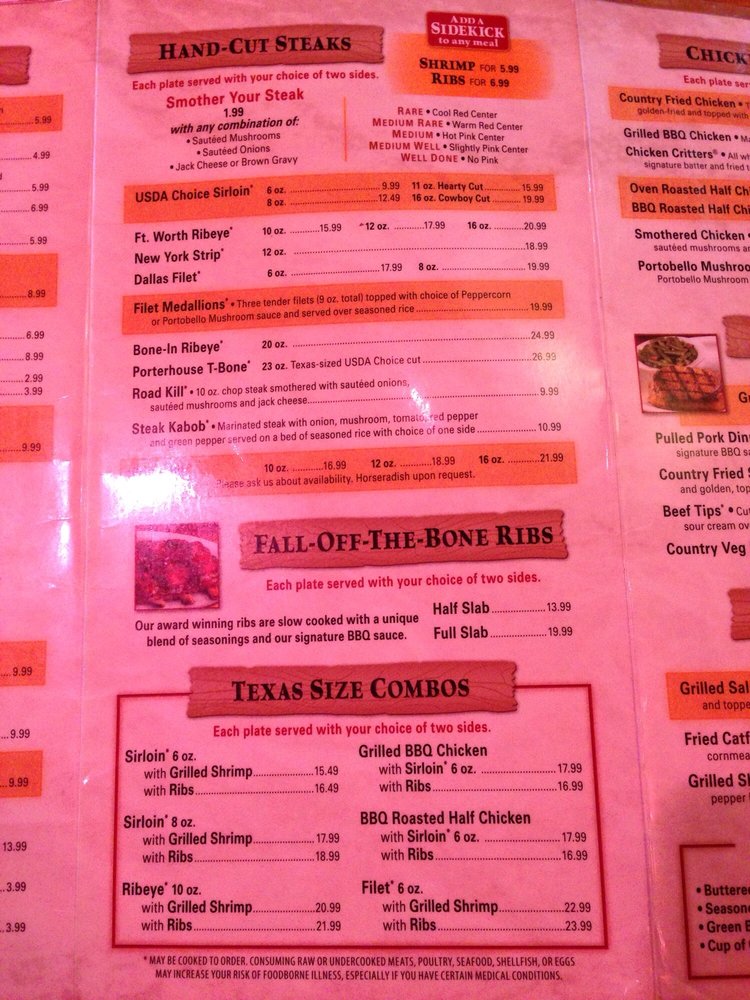 HAND-CUT STEAKS
Each plate served with your choice of two sides.
Smother Your Steak
1.99
with any combination of:
• Sautéed Mushrooms
• Sautéed Onions
• Jack Cheese or Brown Gravy
ADD A
SIDEKICK
to any meal
SHRIMP FOR 5.99
RIBS FOR 6.99
RARE • Cool Red Center
MEDIUM RARE • Warm Red Center
MEDIUM • Hot Pink Center
MEDIUM WELL • Slightly Pink Center
WELL DONE • No Pink
USDA Choice Sirloin* 6 oz. 9.99 11 oz. Hearty Cut 15.99
8 oz. 12.49 16 oz. Cowboy Cut 19.99
Ft. Worth Ribeye* 10 oz. 15.99 12 oz. 17.99 16 oz. 20.99
New York Strip* 12 oz. 18.99
Dallas Filet* 6 oz. 17.99 8 oz. 19.99
Filet Medallions* • Three tender filets (9 oz. total) topped with choice of Peppercorn
or Portobello Mushroom sauce and served over seasoned rice 19.99
Bone-In Ribeye* 20 oz. 24.99
Porterhouse T-Bone* 23 oz. Texas-sized USDA Choice cut 26.99
Road Kill* • 10 oz. chop steak smothered with sautéed onions,
sautéed mushrooms and jack cheese 9.99
Steak Kabob* • Marinated steak with onion, mushroom, tomato, red pepper
and green pepper served on a bed of seasoned rice with choice of one side 10.99
10 oz. 16.99 12 oz. 18.99 16 oz. 21.99
Please ask us about availability. Horseradish upon request.
FALL-OFF-THE-BONE RIBS
Each plate served with your choice of two sides.
Our award winning ribs are slow cooked with a unique
blend of seasonings and our signature BBQ sauce.
Half Slab 13.99
Full Slab 19.99
TEXAS SIZE COMBOS
Each plate served with your choice of two sides.
Sirloin* 6 oz.
with Grilled Shrimp 15.49
with Ribs 16.49
Sirloin* 8 oz.
with Grilled Shrimp 17.99
with Ribs 18.99
Ribeye* 10 oz.
with Grilled Shrimp 20.99
with Ribs 21.99
Grilled BBQ Chicken
with Sirloin* 6 oz. 17.99
with Ribs 16.99
BBQ Roasted Half Chicken
with Sirloin* 6 oz. 17.99
with Ribs 16.99
Filet* 6 oz.
with Grilled Shrimp 22.99
with Ribs 23.99
* MAY BE COOKED TO ORDER. CONSUMING RAW OR UNDERCOOKED MEATS, POULTRY, SEAFOOD, SHELLFISH, OR EGGS
MAY INCREASE YOUR RISK OF FOODBORNE ILLNESS, ESPECIALLY IF YOU HAVE CERTAIN MEDICAL CONDITIONS.
5.99
4.99
5.99
6.99
5.99
8.99
6.99
8.99
2.99
3.99
9.99
9.99
9.99
9.99
13.99
3.99
3.99
Each plate
Country Fried Chicken •
golden-fried and topped with
Grilled BBQ Chicken •
Chicken Critters® • All
signature batter and fried
Oven Roasted Half
BBQ Roasted Half
Smothered Chicken •
sautéed mushrooms
Portobello
Portobello Mushroom
Pulled Pork
signature BBQ
Country Fried
and golden,
Beef Tips* •
sour cream
Country Veg
Grilled
and
Fried
Grilled
pepper
•
•
• Green
• Cup of